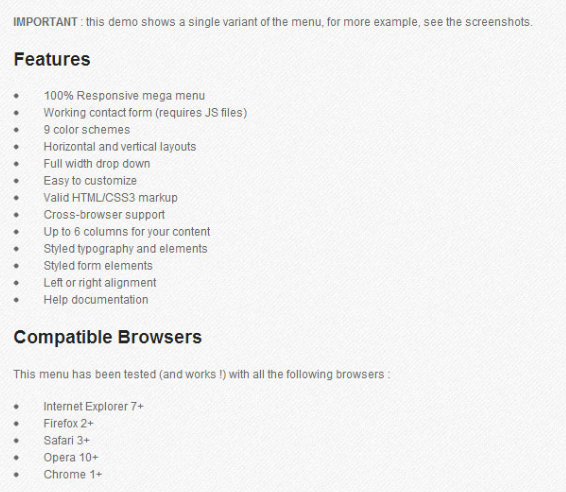 IMPORTANT : this demo shows a single variant of the menu, for more example, see the screenshots.
Features
• 100% Responsive mega menu
• Working contact form (requires JS files)
• 9 color schemes
• Horizontal and vertical layouts
• Full width drop down
• Easy to customize
• Valid HTML/CSS3 markup
• Cross-browser support
• Up to 6 columns for your content
• Styled typography and elements
• Styled form elements
• Left or right alignment
• Help documentation
Compatible Browsers
This menu has been tested (and works !) with all the following browsers :
• Internet Explorer 7+
• Firefox 2+
• Safari 3+
• Opera 10+
• Chrome 1+